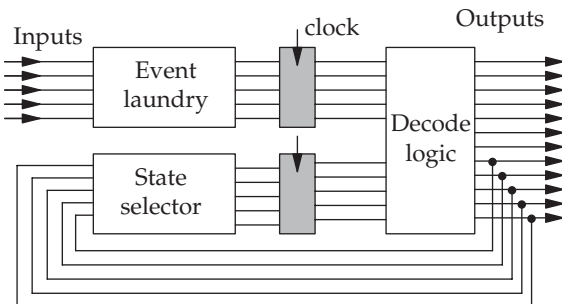 Inputs
clock
Outputs
Event
laundry
Decode
logic
State
selector